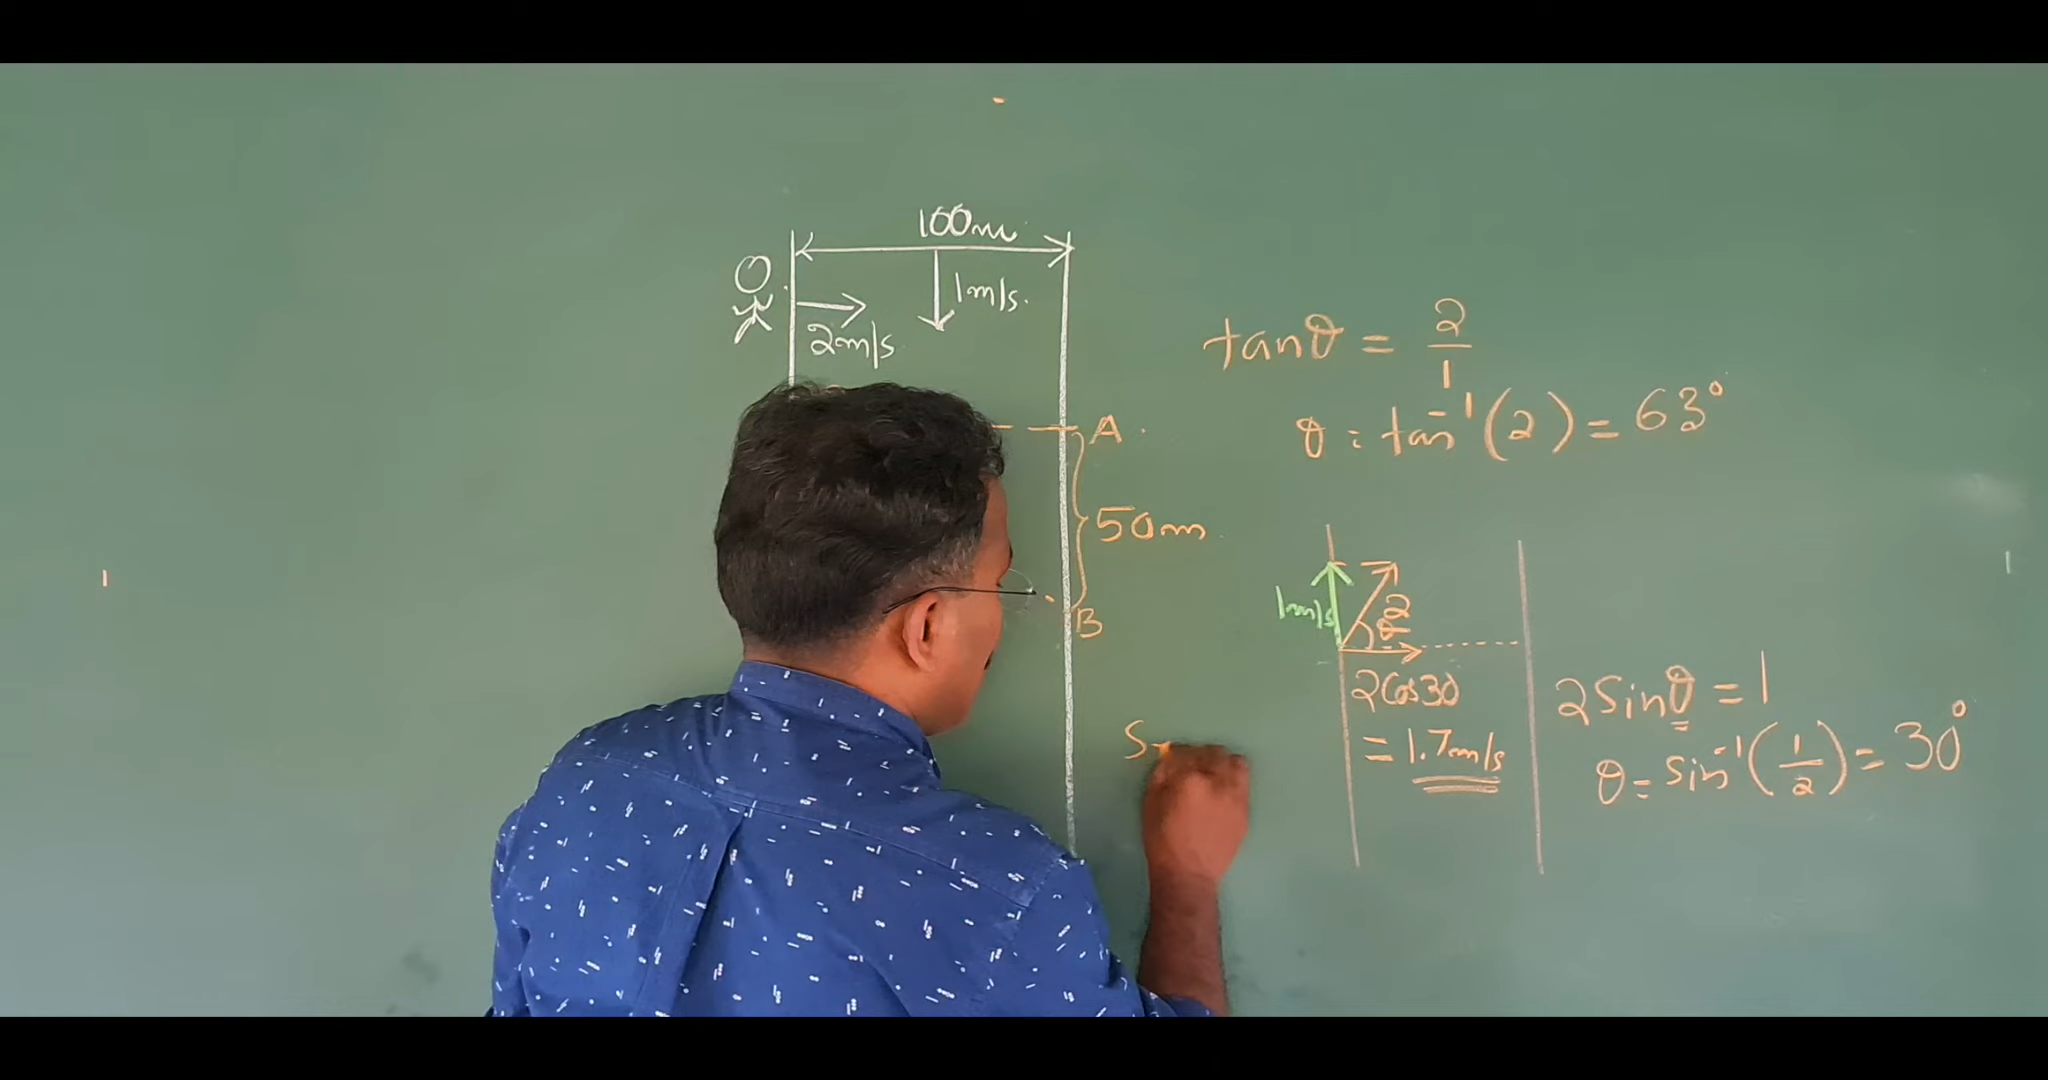 100m
1m/s.
2m/s
A
50m
B
tanθ = 2/1
θ = tan⁻¹(2) = 63°
1m/s
2
θ
2Cos30
= 1.7m/s
2Sinθ = 1
θ = sin⁻¹(1/2) = 30°
S